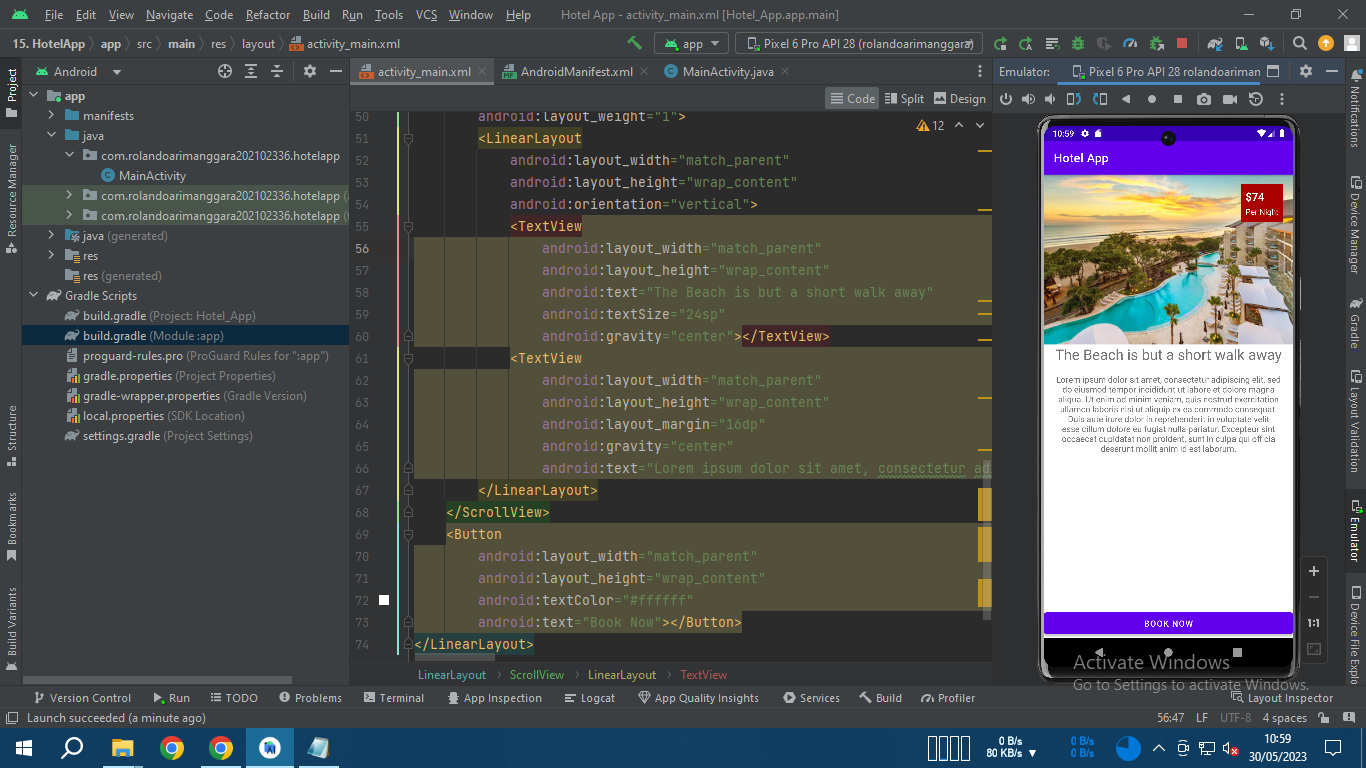 File Edit View Navigate Code Refactor Build Run Tools VCS Window Help Hotel App - activity_main.xml [Hotel_App.app.main]
15. HotelApp app src main res layout activity_main.xml app Pixel 6 Pro API 28 (rolandoarimanggara)
Android
activity_main.xml AndroidManifest.xml MainActivity.java
Emulator: Pixel 6 Pro API 28 rolandoariman
Code Split Design
Project
Resource Manager
Structure
Bookmarks
Build Variants
app
manifests
java
com.rolandoarimanggara202102336.hotelapp
MainActivity
com.rolandoarimanggara202102336.hotelapp
com.rolandoarimanggara202102336.hotelapp
java (generated)
res
res (generated)
Gradle Scripts
build.gradle (Project: Hotel_App)
build.gradle (Module :app)
proguard-rules.pro (ProGuard Rules for ":app")
gradle.properties (Project Properties)
gradle-wrapper.properties (Gradle Version)
local.properties (SDK Location)
settings.gradle (Project Settings)
12
50 android:layout_weight="1">
51 <LinearLayout
52 android:layout_width="match_parent"
53 android:layout_height="wrap_content"
54 android:orientation="vertical">
55 <TextView
56 android:layout_width="match_parent"
57 android:layout_height="wrap_content"
58 android:text="The Beach is but a short walk away"
59 android:textSize="24sp"
60 android:gravity="center"></TextView>
61 <TextView
62 android:layout_width="match_parent"
63 android:layout_height="wrap_content"
64 android:layout_margin="16dp"
65 android:gravity="center"
66 android:text="Lorem ipsum dolor sit amet, consectetur ad
67 </LinearLayout>
68 </ScrollView>
69 <Button
70 android:layout_width="match_parent"
71 android:layout_height="wrap_content"
72 android:textColor="#ffffff"
73 android:text="Book Now"></Button>
74 </LinearLayout>
LinearLayout ScrollView LinearLayout TextView
10:59
Hotel App
$74
Per Night
The Beach is but a short walk away
Lorem ipsum dolor sit amet, consectetur adipiscing elit, sed
do eiusmod tempor incididunt ut labore et dolore magna
aliqua. Ut enim ad minim veniam, quis nostrud exercitation
ullamco laboris nisi ut aliquip ex ea commodo consequat.
Duis aute irure dolor in reprehenderit in voluptate velit
esse cillum dolore eu fugiat nulla pariatur. Excepteur sint
occaecat cupidatat non proident, sunt in culpa qui officia
deserunt mollit anim id est laborum.
BOOK NOW
1:1
Notifications
Device Manager
Gradle
Layout Validation
Emulator
Device File Explo
Activate Windows
Go to Settings to activate Windows.
Version Control Run TODO Problems Terminal App Inspection Logcat App Quality Insights Services Build Profiler Layout Inspector
Launch succeeded (a minute ago) 56:47 LF UTF-8 4 spaces
0 B/s
80 KB/s
0 B/s
0 B/s
10:59
30/05/2023